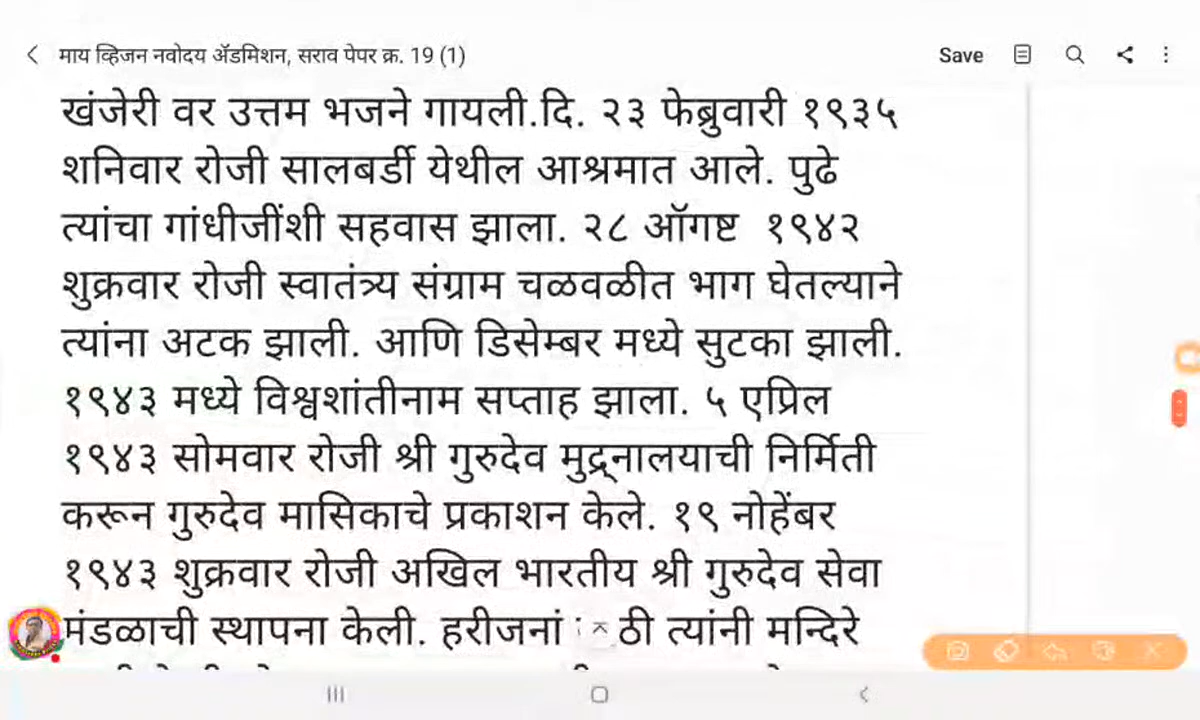 माय व्हिजन नवोदय ॲडमिशन, सराव पेपर क्र. 19 (1)
Save
खंजेरी वर उत्तम भजने गायली.दि. २३ फेब्रुवारी १९३५
शनिवार रोजी सालबर्डी येथील आश्रमात आले. पुढे
त्यांचा गांधीजींशी सहवास झाला. २८ ऑगष्ट १९४२
शुक्रवार रोजी स्वातंत्र्य संग्राम चळवळीत भाग घेतल्याने
त्यांना अटक झाली. आणि डिसेम्बर मध्ये सुटका झाली.
१९४३ मध्ये विश्वशांतीनाम सप्ताह झाला. ५ एप्रिल
१९४३ सोमवार रोजी श्री गुरुदेव मुद्र्नालयाची निर्मिती
करून गुरुदेव मासिकाचे प्रकाशन केले. १९ नोहेंबर
१९४३ शुक्रवार रोजी अखिल भारतीय श्री गुरुदेव सेवा
मंडळाची स्थापना केली. हरीजनां ठी त्यांनी मन्दिरे